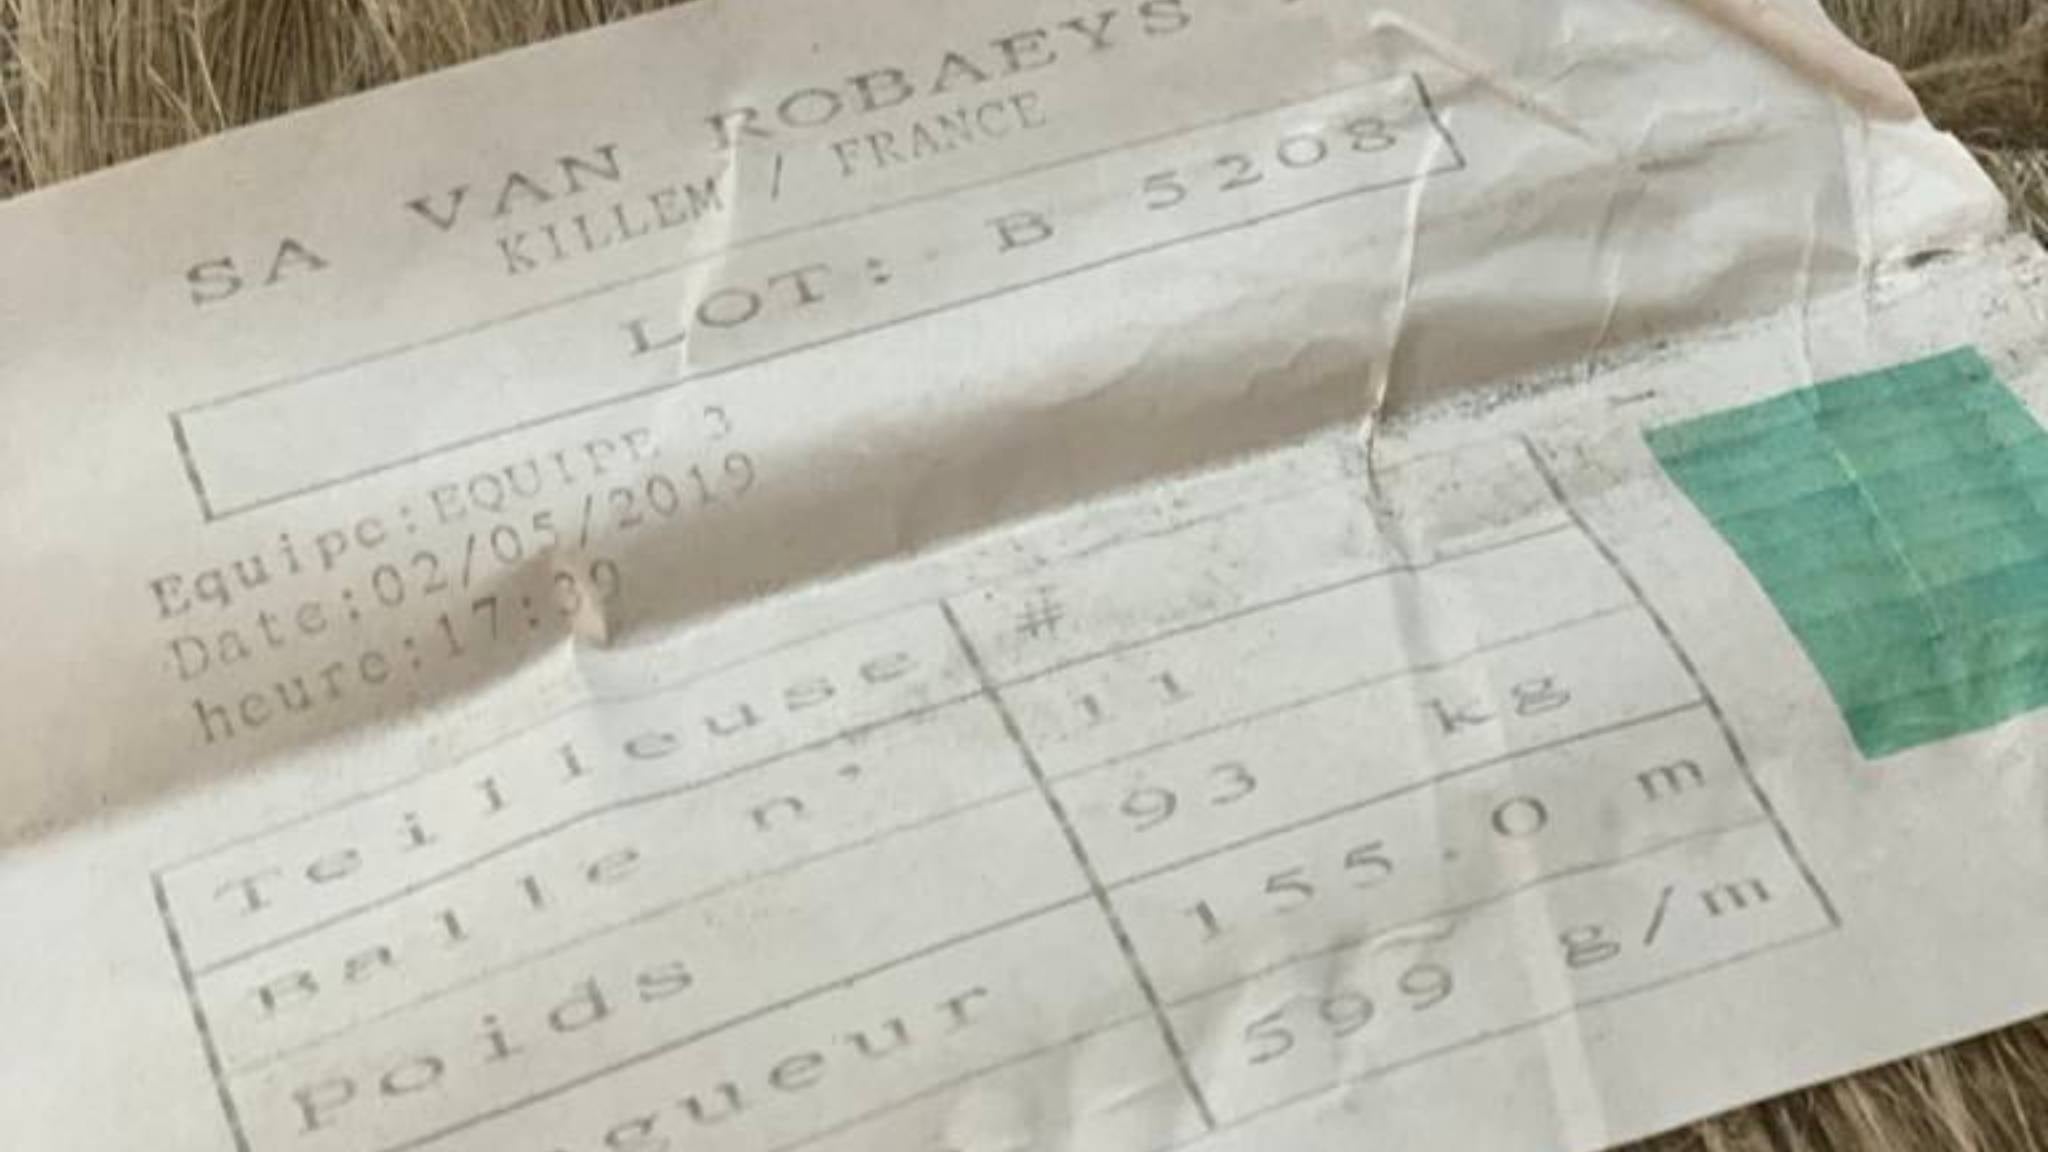 SA VAN ROBAEYS
KILLEM / FRANCE
LOT: B 5208
Equipe:EQUIPE 3
Date:02/05/2019
heure:17:39
Teilleuse #
Balle n' 11
Poids 93 kg
gueur 155.0 m
599 g/m